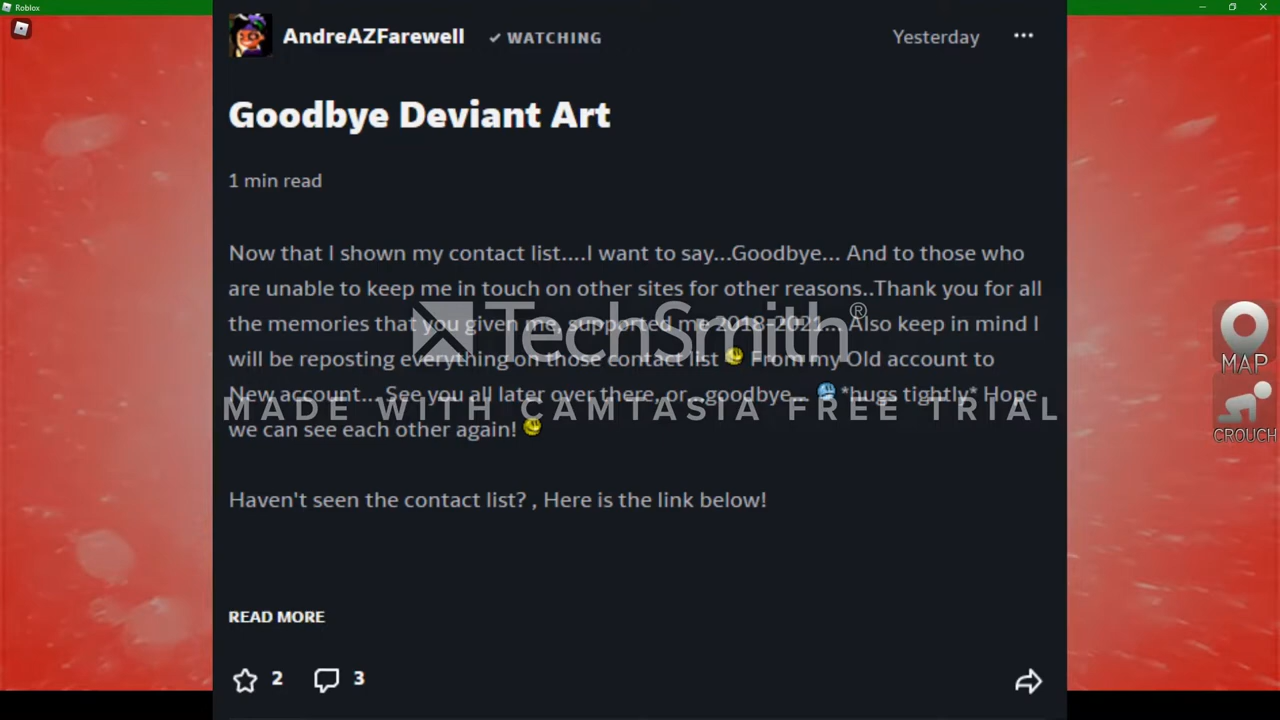 Roblox
AndreAZFarewell ✓ WATCHING Yesterday
Goodbye Deviant Art
1 min read
Now that I shown my contact list....I want to say...Goodbye... And to those who
are unable to keep me in touch on other sites for other reasons..Thank you for all
the memories that you given me, supported me 2018-2021... Also keep in mind I
will be reposting everything on those contact list From my Old account to
New account... See you all later over there, or...goodbye... *hugs tightly* Hope
we can see each other again!
TechSmith®
MADE WITH CAMTASIA FREE TRIAL
MAP
CROUCH
Haven't seen the contact list? , Here is the link below!
READ MORE
2 3